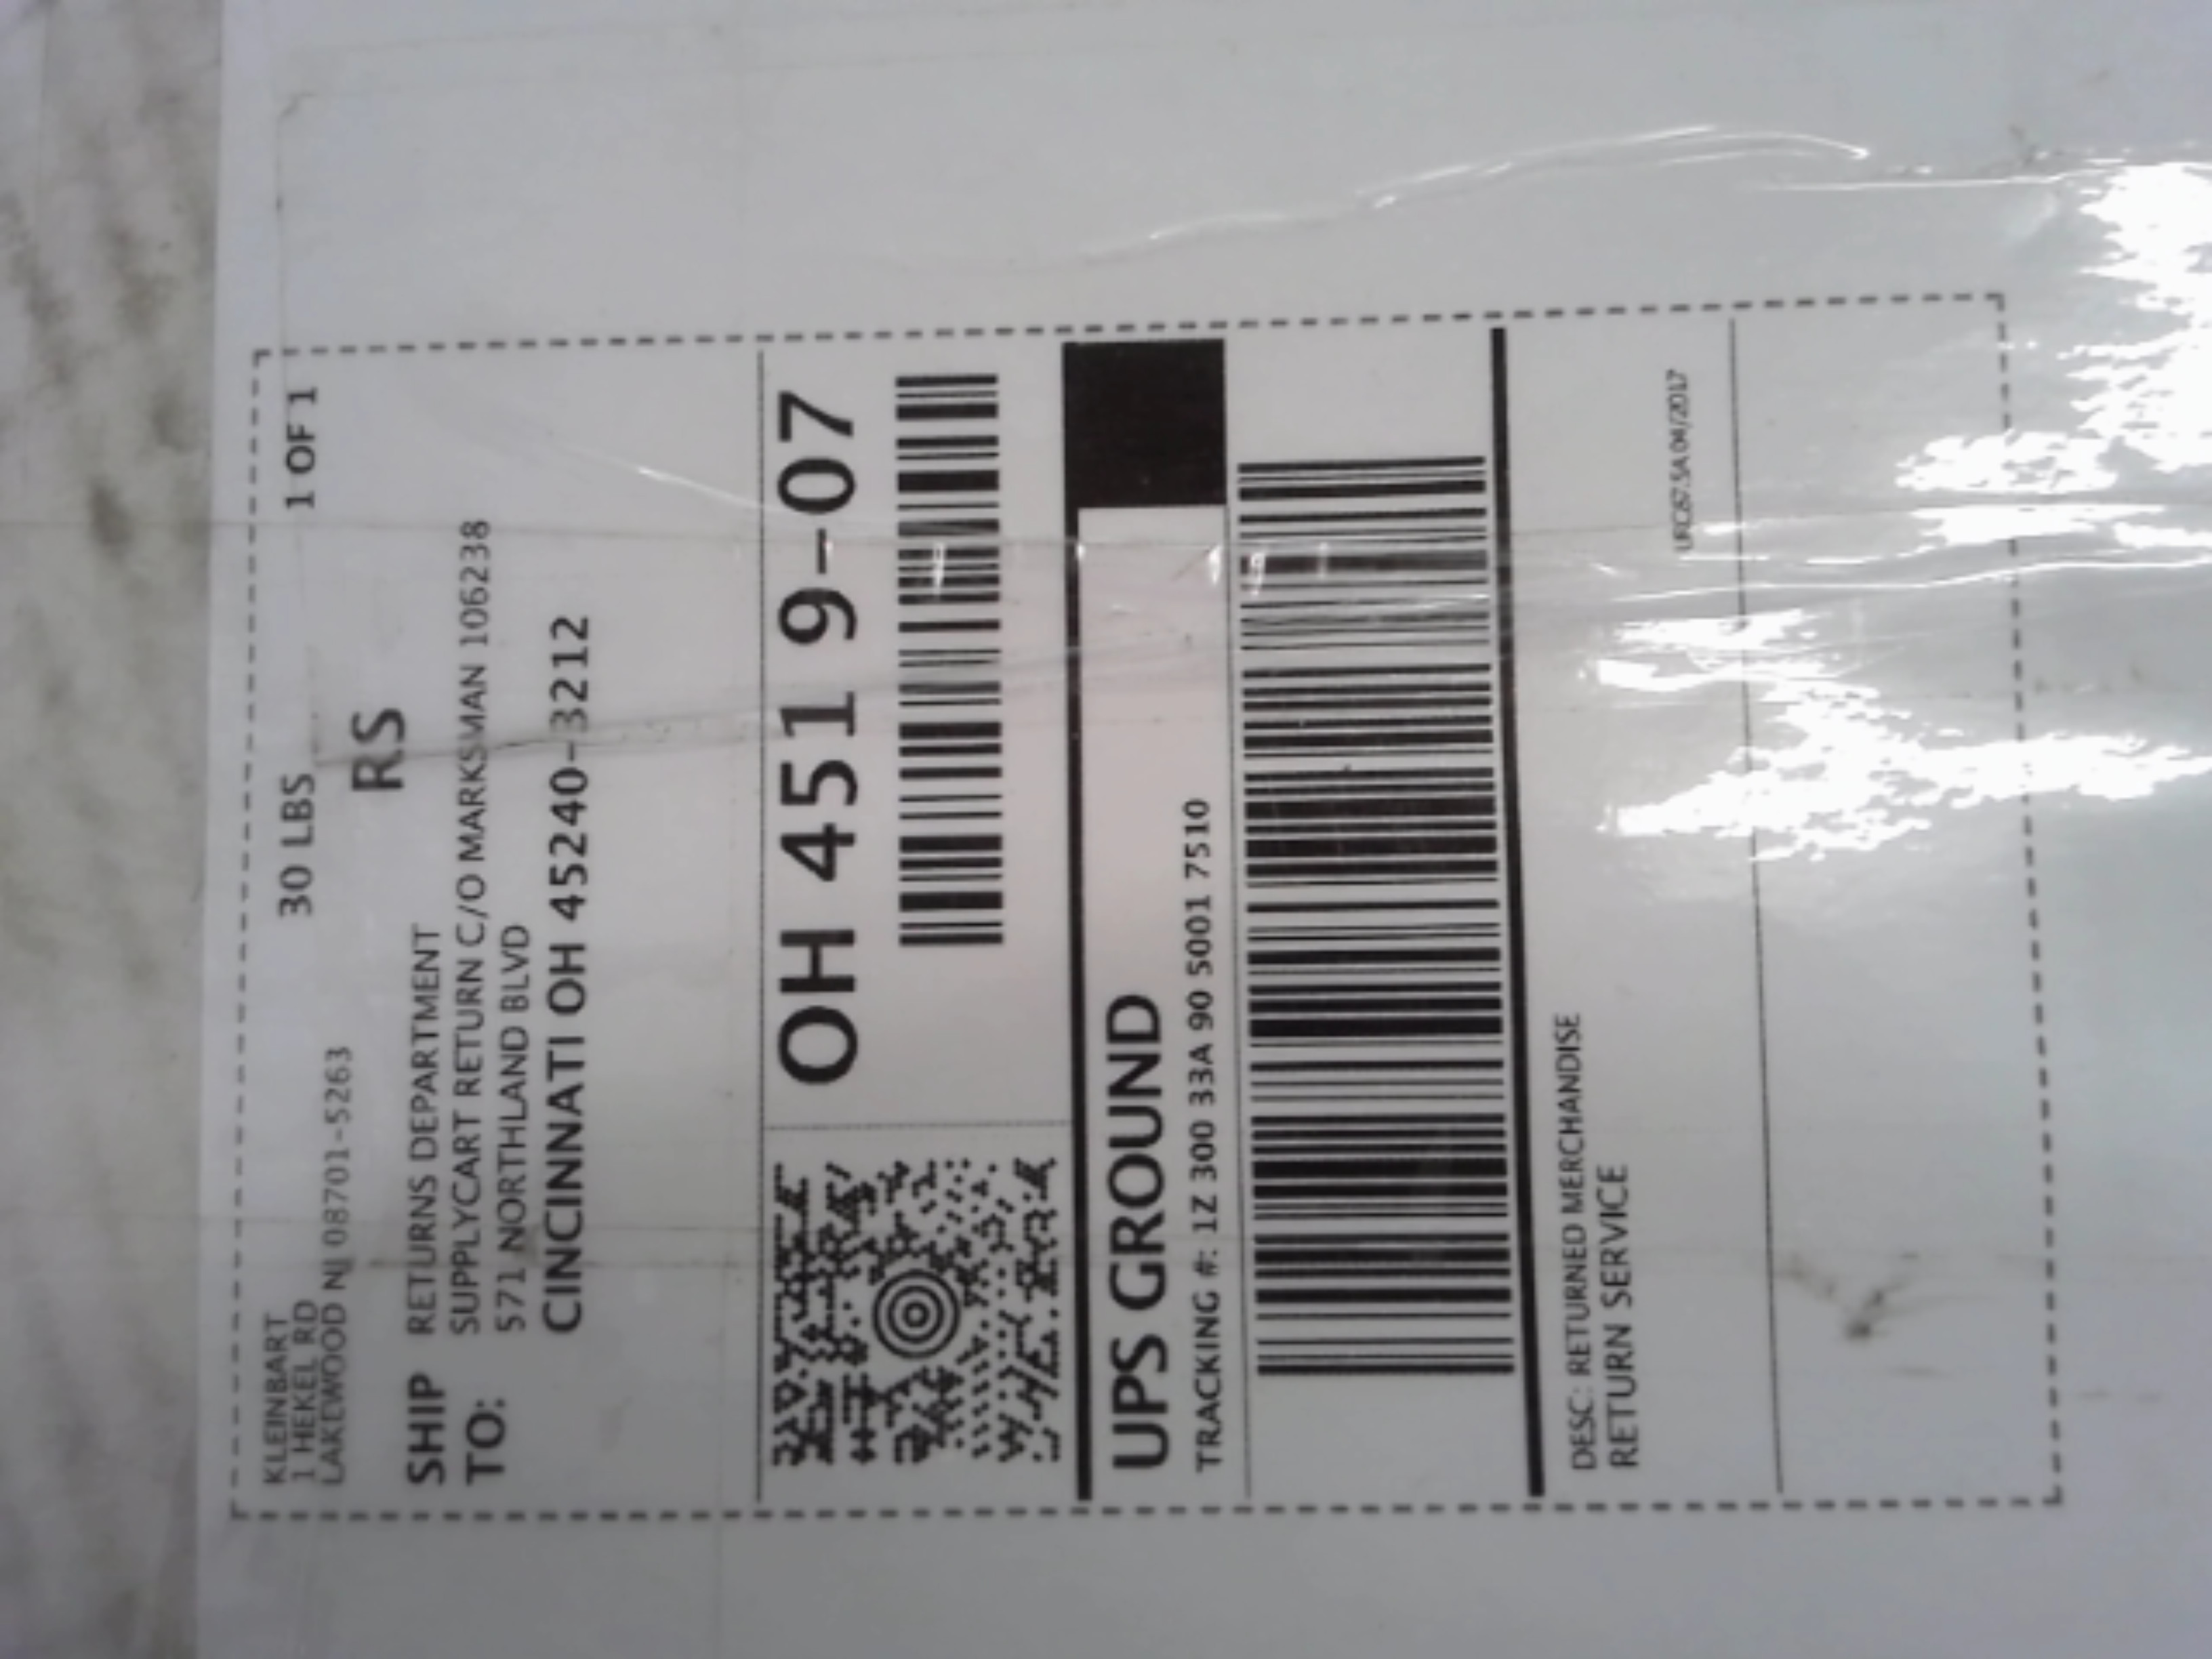 KLEINBART
1 HEKEL RD
LAKEWOOD NJ 08701-5263
30 LBS
1 OF 1
RS
SHIP TO:
RETURNS DEPARTMENT
SUPPLYCART RETURN C/O MARKSMAN 106238
571 NORTHLAND BLVD
CINCINNATI OH 45240-3212
OH 451 9-07
UPS GROUND
TRACKING #: 1Z 300 33A 90 5001 7510
DESC: RETURNED MERCHANDISE
RETURN SERVICE
04/2017